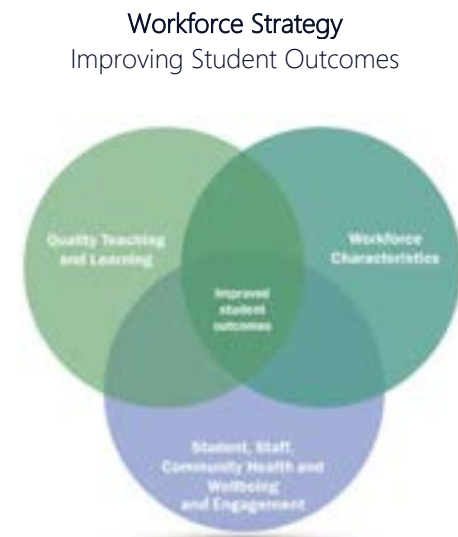 Workforce Strategy
Improving Student Outcomes
Quality Teaching
and Learning
Workforce
Characteristics
Improved
student
outcomes
Student, Staff,
Community Health and
Wellbeing
and Engagement